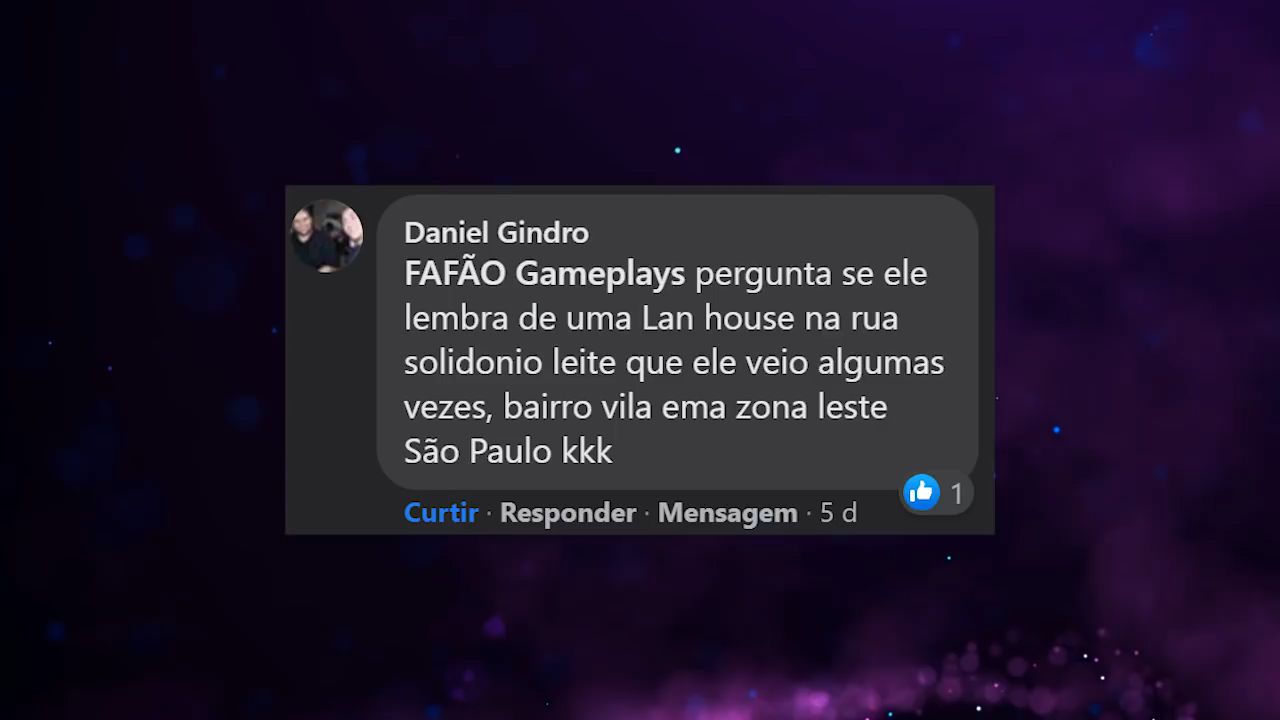 Daniel Gindro
FAFÃO Gameplays pergunta se ele
lembra de uma Lan house na rua
solidonio leite que ele veio algumas
vezes, bairro vila ema zona leste
São Paulo kkk
1
Curtir · Responder · Mensagem · 5 d